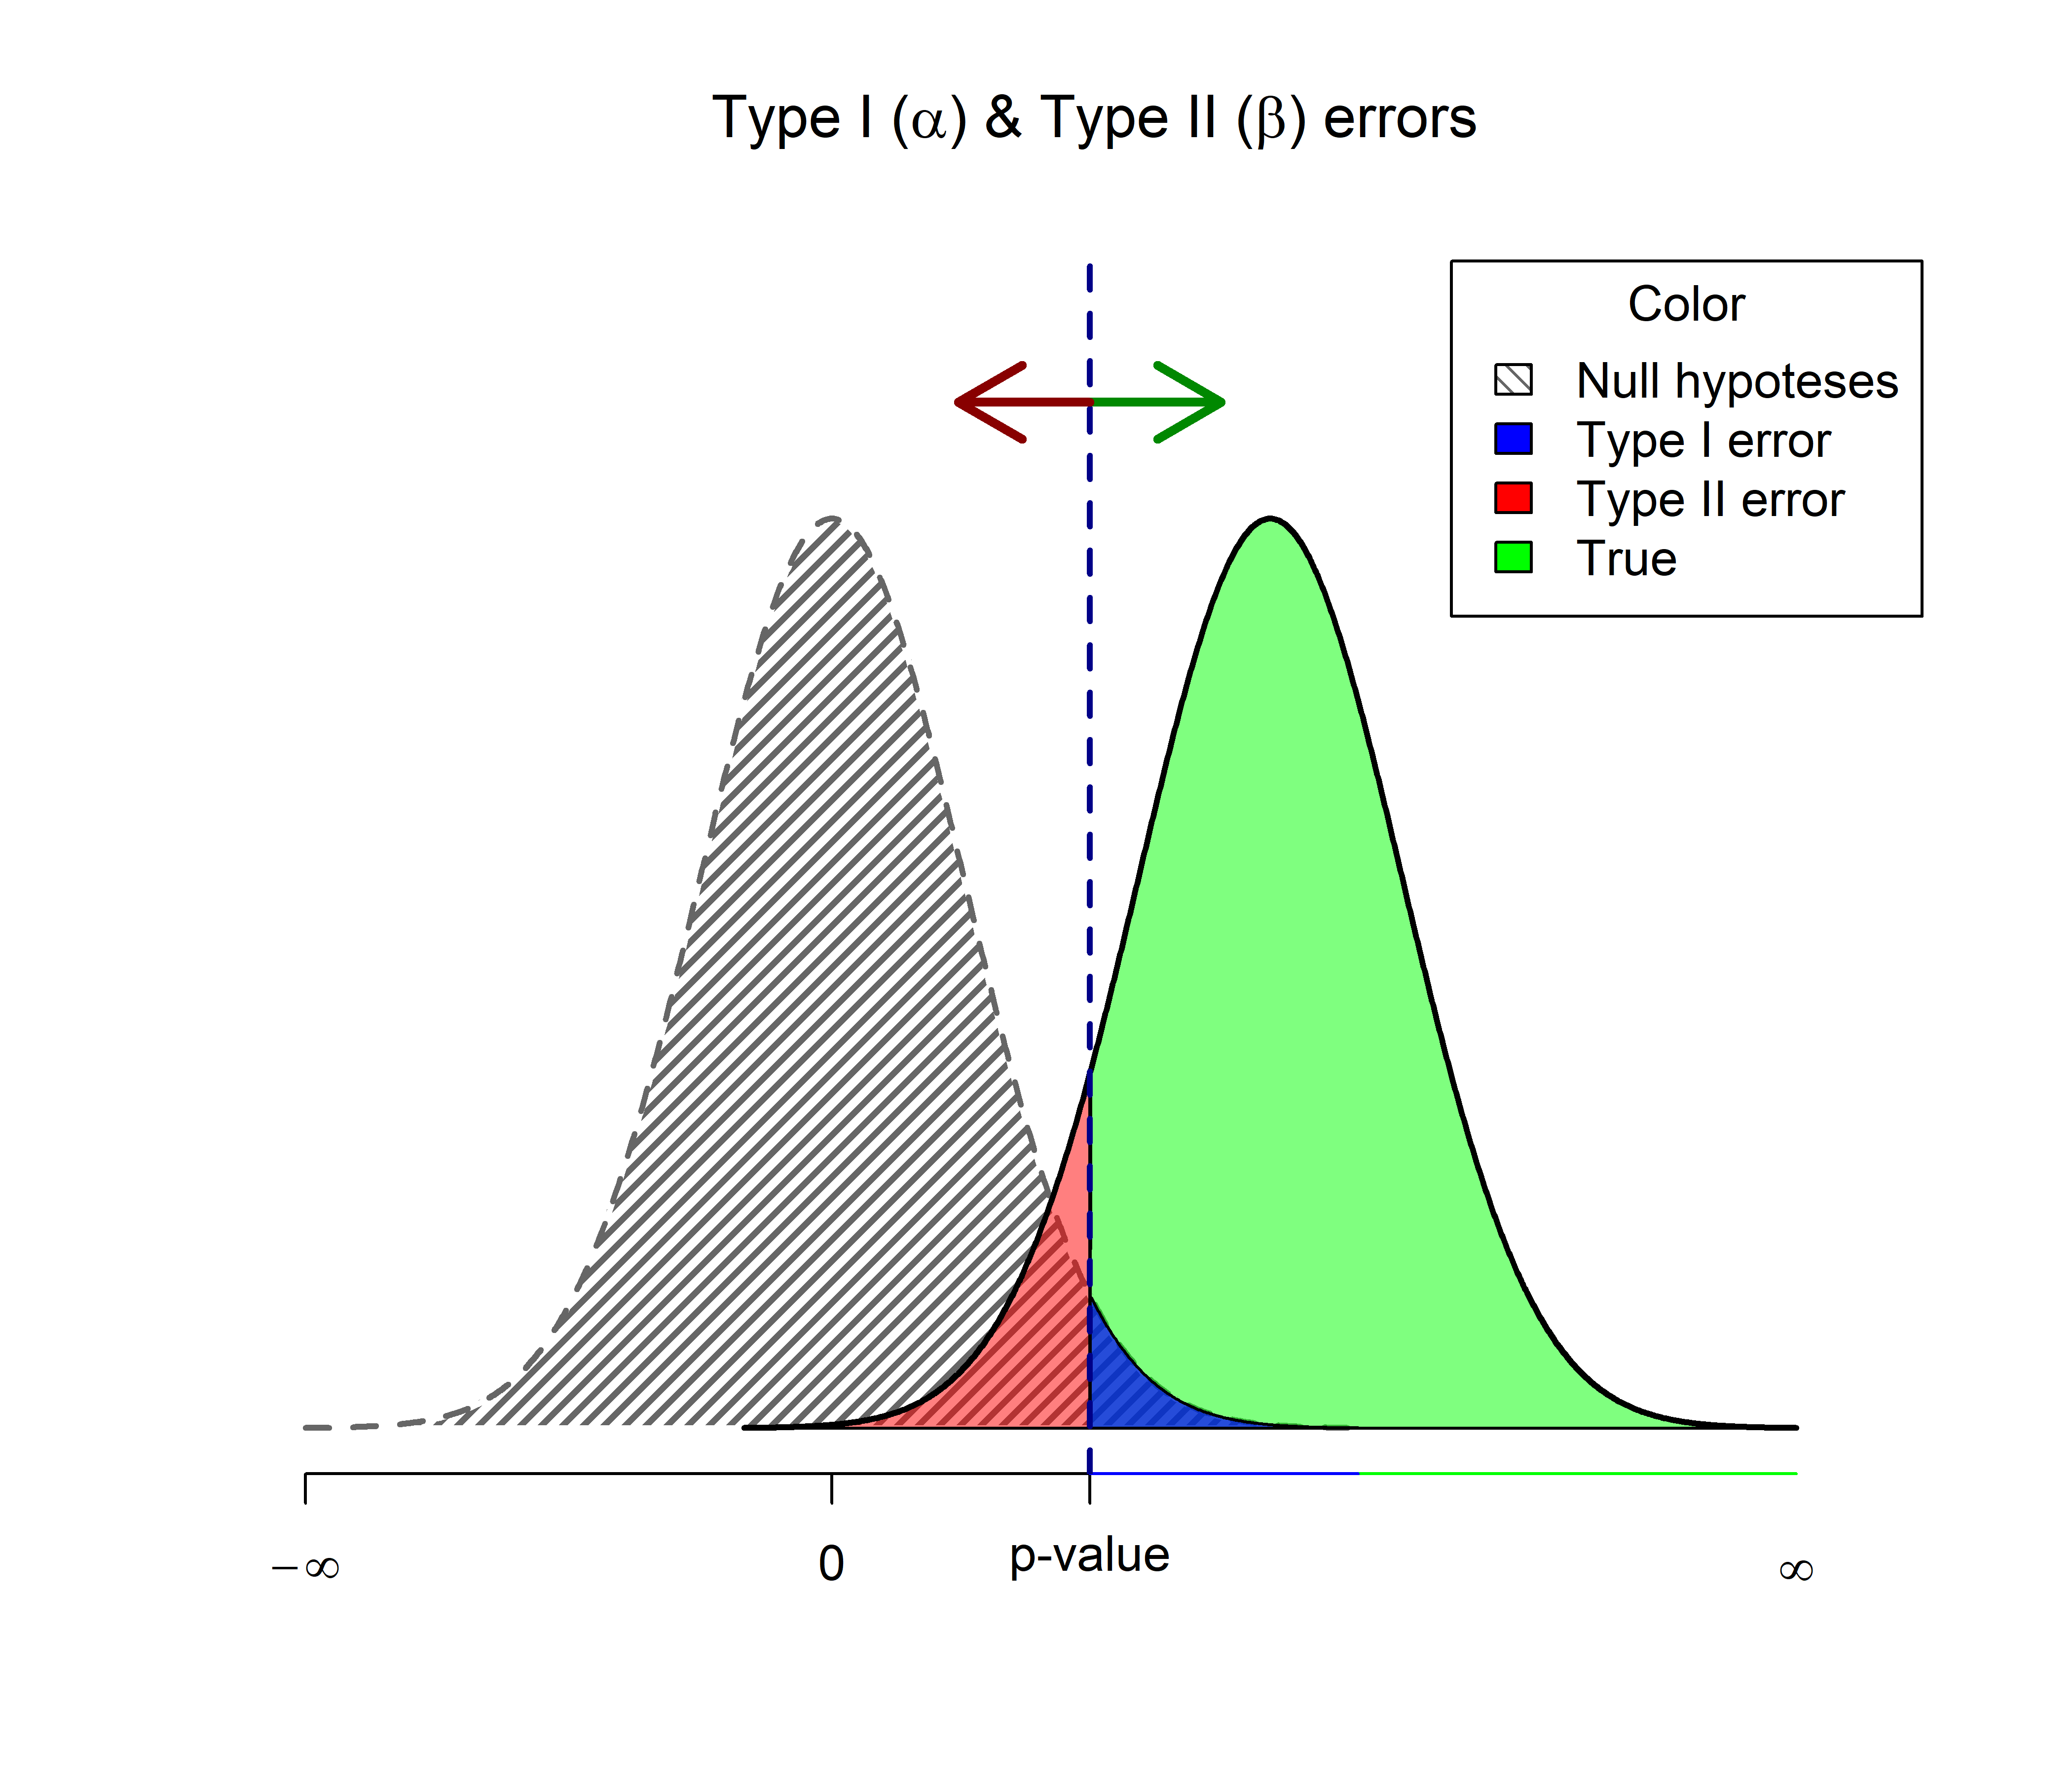 Type I (α) & Type II (β) errors
Color
Null hypoteses
Type I error
Type II error
True
−∞
0
p-value
∞